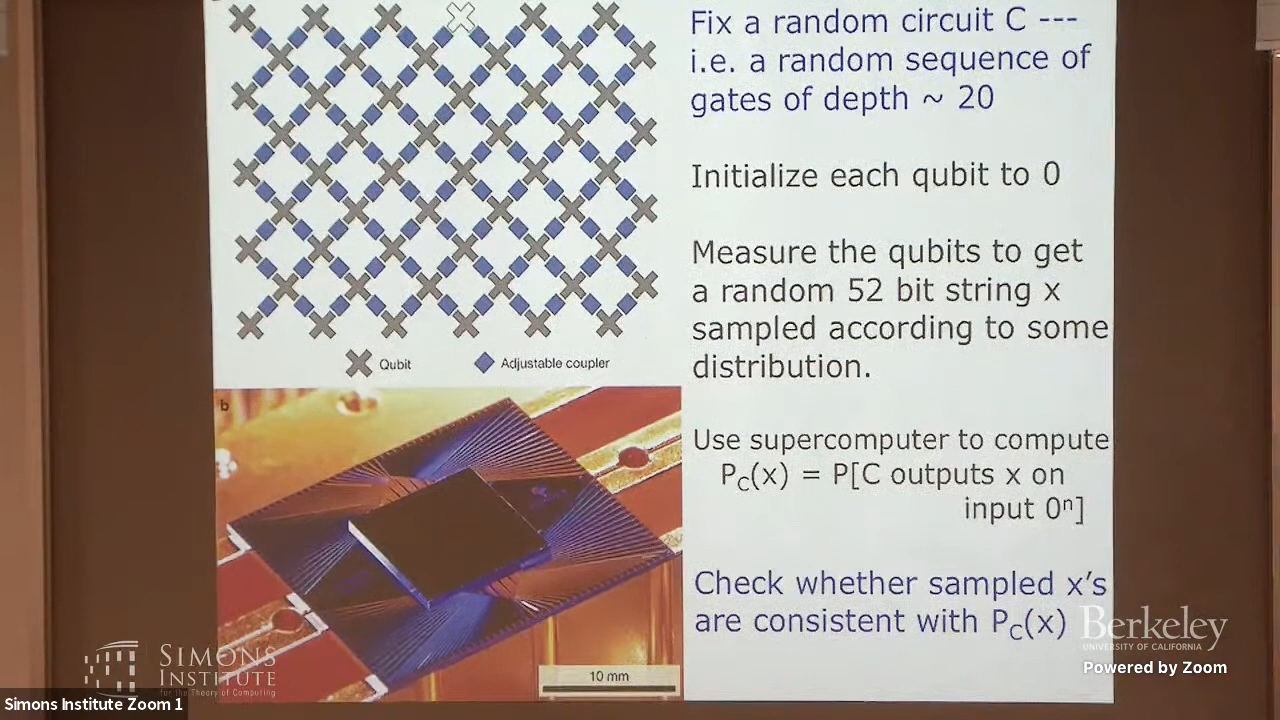 Fix a random circuit C ---
i.e. a random sequence of
gates of depth ~ 20
Initialize each qubit to 0
Measure the qubits to get
a random 52 bit string x
sampled according to some
distribution.
Qubit
Adjustable coupler
b
Use supercomputer to compute
P_C(x) = P[C outputs x on
input 0ⁿ]
Check whether sampled x's
are consistent with P_C(x)
10 mm
SIMONS
INSTITUTE
for the Theory of Computing
Berkeley
UNIVERSITY OF CALIFORNIA
Powered by Zoom
Simons Institute Zoom 1